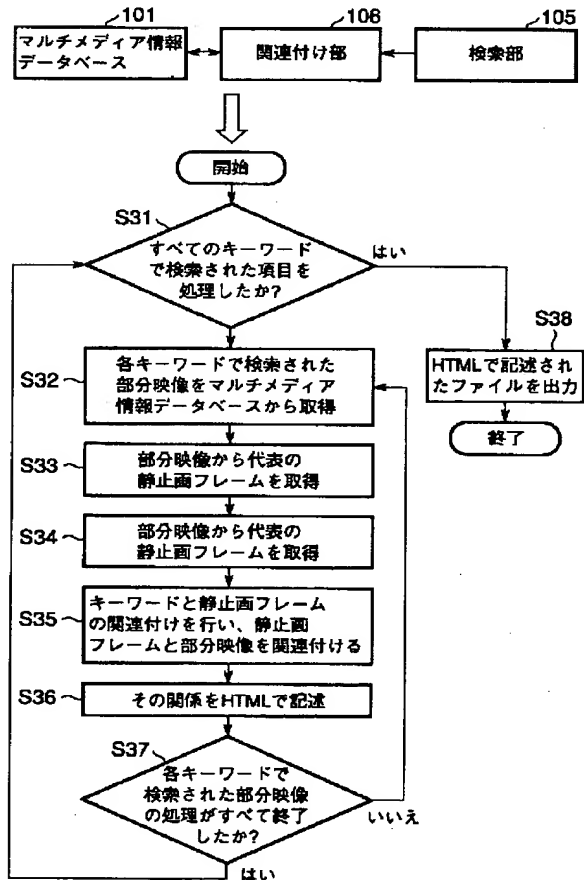 101
マルチメディア情報
データベース
106
関連付け部
105
検索部
開始
S31
すべてのキーワード
で検索された項目を
処理したか?
はい
S32
各キーワードで検索された
部分映像をマルチメディア
情報データベースから取得
S38
HTMLで記述され
たファイルを出力
終了
S33
部分映像から代表の
静止画フレームを取得
S34
部分映像から代表の
静止画フレームを取得
S35
キーワードと静止画フレーム
の関連付けを行い、静止画
フレームと部分映像を関連付ける
S36
その関係をHTMLで記述
S37
各キーワードで
検索された部分映像
の処理がすべて終了
したか?
いいえ
はい